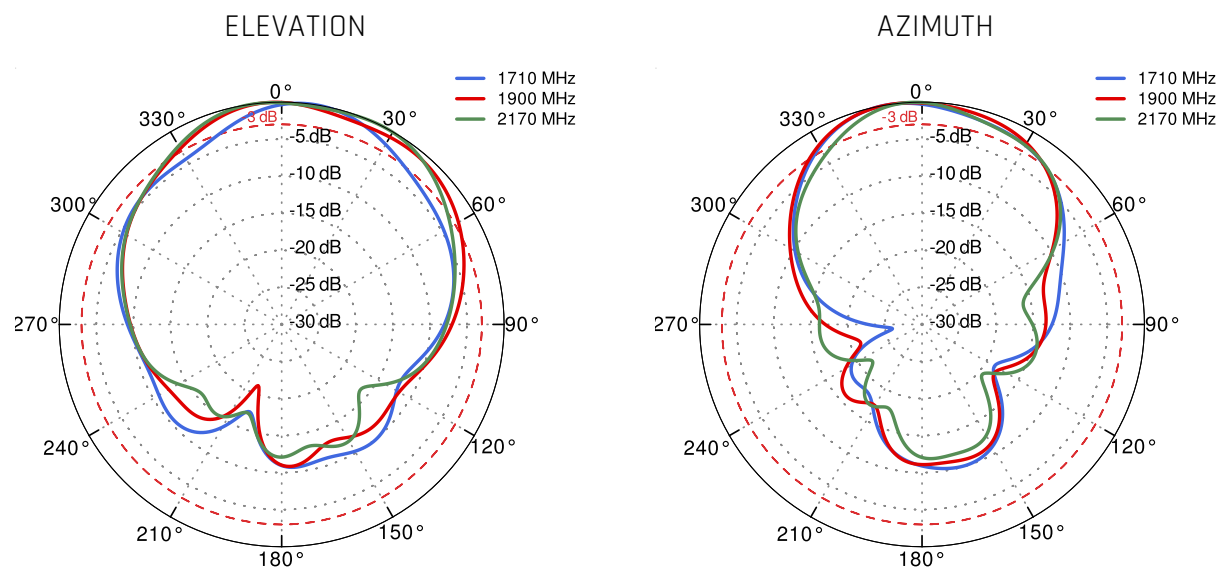 ELEVATION
1710 MHz
1900 MHz
2170 MHz
0°
330°
30°
-3 dB
-5 dB
-10 dB
300°
60°
-15 dB
-20 dB
-25 dB
270°
-30 dB
90°
240°
120°
210°
150°
180°
AZIMUTH
1710 MHz
1900 MHz
2170 MHz
0°
330°
30°
-3 dB
-5 dB
-10 dB
300°
60°
-15 dB
-20 dB
-25 dB
270°
-30 dB
90°
240°
120°
210°
150°
180°